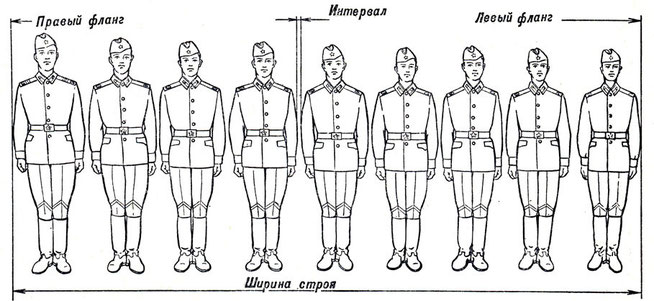 Правый фланг
Интервал
Левый фланг
Ширина строя